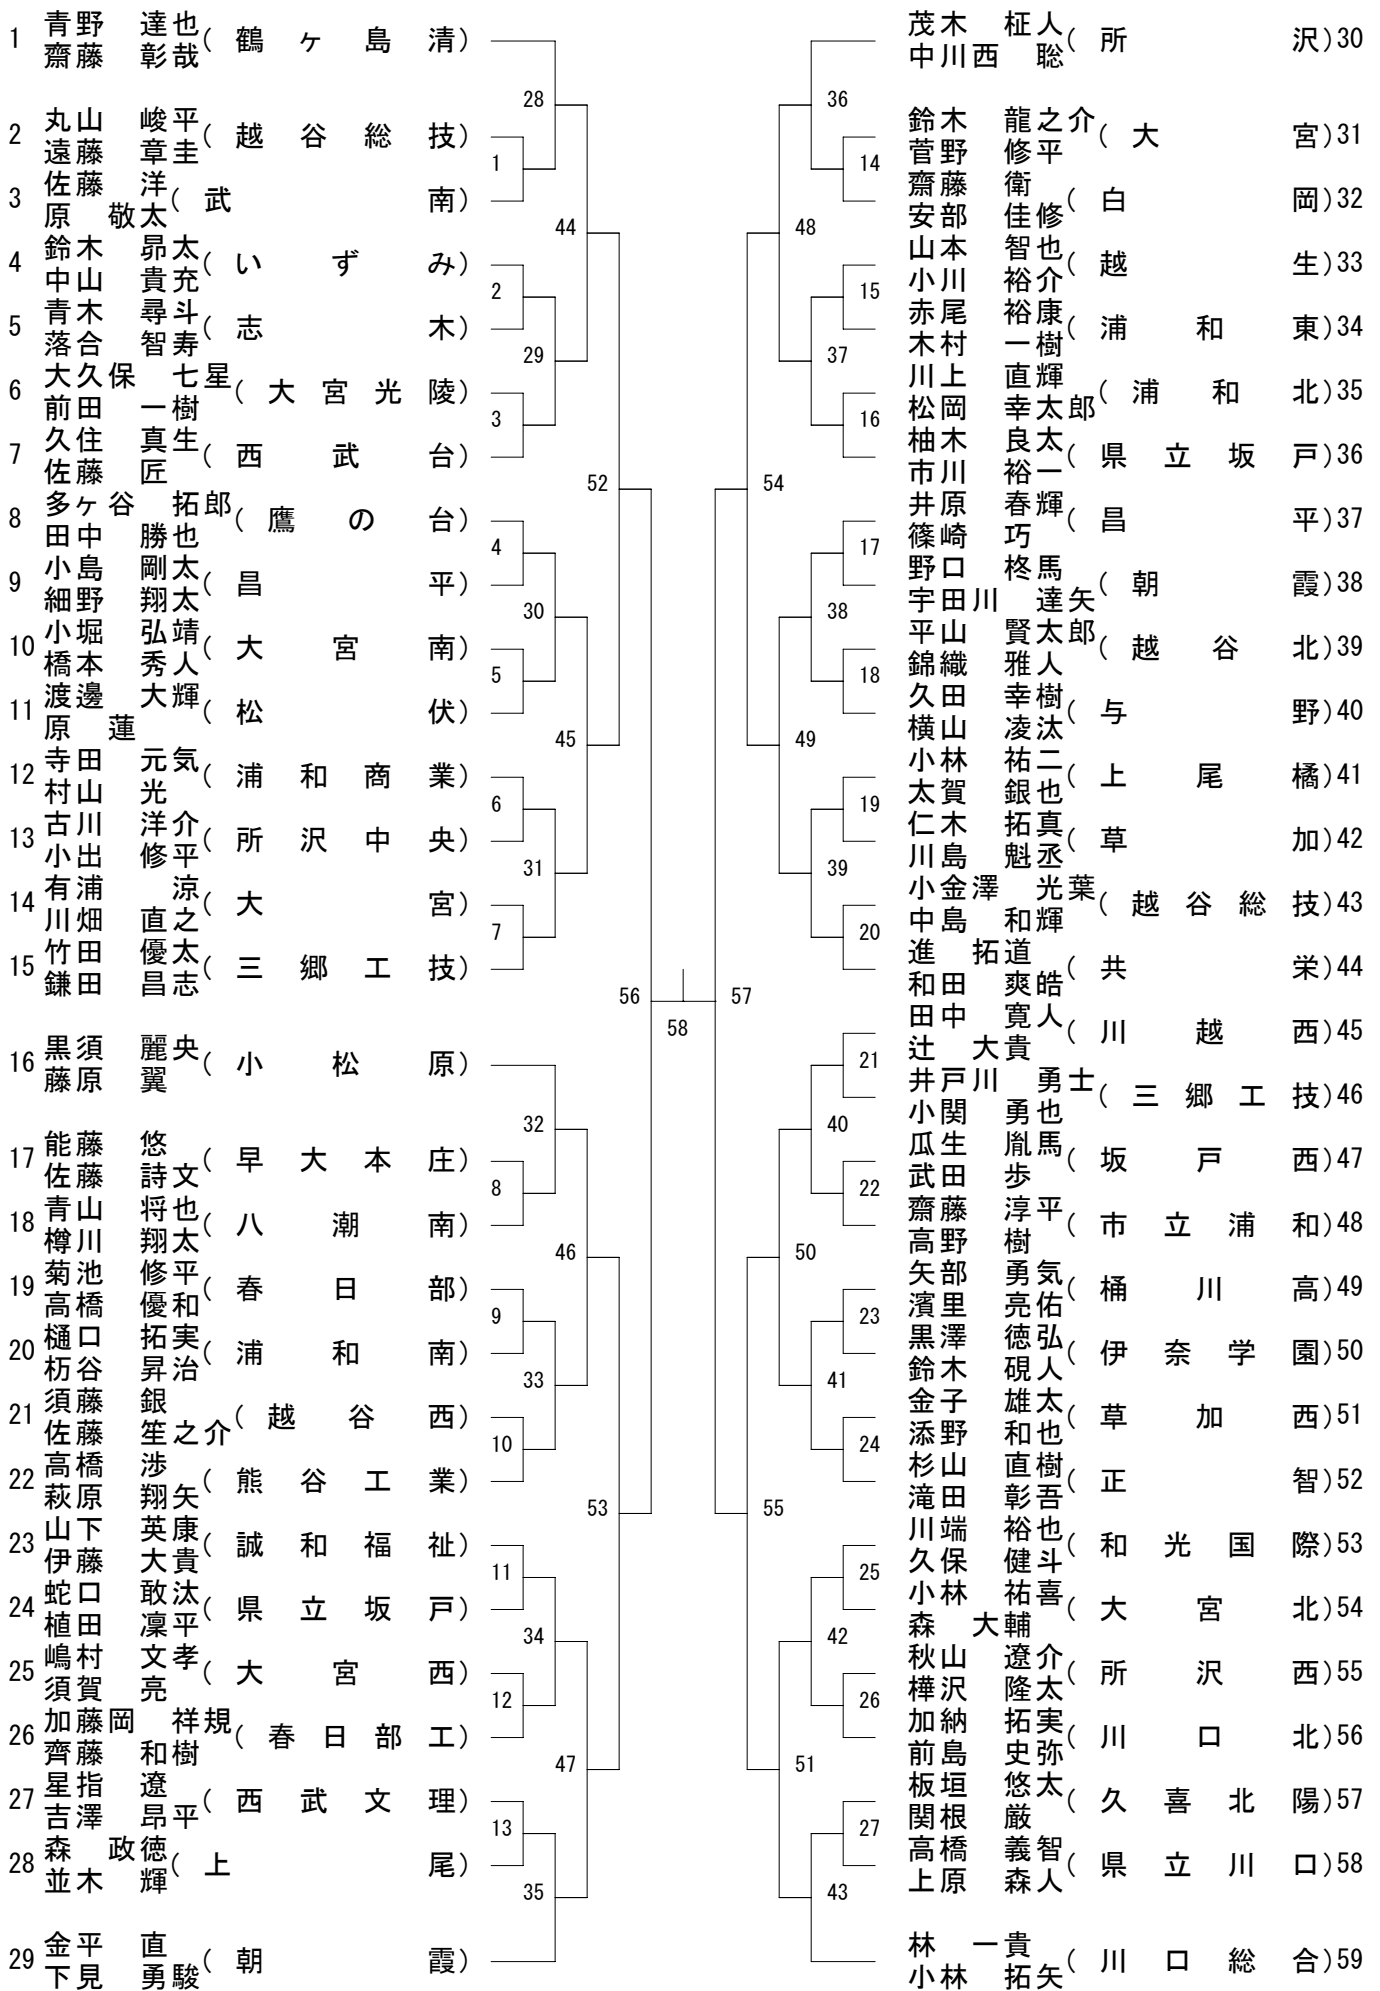 1 青野 達也 (鶴ヶ島清)
齋藤 彰哉
2 丸山 峻平 (越谷総技)
遠藤 章圭
3 佐藤 洋 (武南)
原 敬太
4 鈴木 昴太 (いずみ)
中山 貴充
5 青木 尋斗 (志木)
落合 智寿
6 大久保 七星 (大宮光陵)
前田 一樹
7 久住 真生 (西武台)
佐藤 匠
8 多ヶ谷 拓郎 (鷹の台)
田中 勝也
9 小島 剛太 (昌平)
細野 翔太
10 小堀 弘靖 (大宮南)
橋本 秀人
11 渡邊 大輝 (松伏)
原 蓮
12 寺田 元気 (浦和商業)
村山 光
13 古川 洋介 (所沢中央)
小出 修平
14 有浦 涼 (大宮)
川畑 直之
15 竹田 優太 (三郷工技)
鎌田 昌志
16 黒須 麗央 (小松原)
藤原 翼
17 能藤 悠 (早大本庄)
佐藤 詩文
18 青山 将也 (八潮南)
樽川 翔太
19 菊池 修平 (春日部)
高橋 優和
20 樋口 拓実 (浦和南)
栃谷 昇治
21 須藤 銀 (越谷西)
佐藤 笙之介
22 高橋 渉 (熊谷工業)
萩原 翔矢
23 山下 英康 (誠和福祉)
伊藤 大貴
24 蛇口 敢汰 (県立坂戸)
植田 凜平
25 嶋村 文孝 (大宮西)
須賀 亮
26 加藤岡 祥規 (春日部工)
齊藤 和樹
27 星指 遼 (西武文理)
吉澤 昂平
28 森 政徳 (上尾)
並木 輝
29 金平 直 (朝霞)
下見 勇駿
28
1
44
2
29
3
52
4
30
5
45
6
31
7
56
32
8
46
9
33
10
53
11
34
12
47
13
35
58
36
14
48
15
37
16
54
17
38
18
49
19
39
20
57
21
40
22
50
23
41
24
55
25
42
26
51
27
43
茂木 柾人 (所沢)30
中川西 聡
鈴木 龍之介 (大宮)31
菅野 修平
齋藤 衛 (白岡)32
安部 佳修
山本 智也 (越生)33
小川 裕介
赤尾 裕康 (浦和東)34
木村 一樹
川上 直輝 (浦和北)35
松岡 幸太郎
柚木 良太 (県立坂戸)36
市川 裕一
井原 春輝 (昌平)37
篠崎 巧
野口 柊馬 (朝霞)38
宇田川 達矢
平山 賢太郎 (越谷北)39
錦織 雅人
久田 幸樹 (与野)40
横山 凌汰
小林 祐二 (上尾橘)41
太賀 銀也
仁木 拓真 (草加)42
川島 魁丞
小金澤 光葉 (越谷総技)43
中島 和輝
進 拓道 (共栄)44
和田 爽皓
田中 寛人 (川越西)45
辻 大貴
井戸川 勇士 (三郷工技)46
小関 勇也
瓜生 胤馬 (坂戸西)47
武田 歩
齋藤 淳平 (市立浦和)48
高野 樹
矢部 勇気 (桶川高)49
濱里 亮佑
黒澤 徳弘 (伊奈学園)50
鈴木 硯人
金子 雄太 (草加西)51
添野 和也
杉山 直樹 (正智)52
滝田 彰吾
川端 裕也 (和光国際)53
久保 健斗
小林 祐喜 (大宮北)54
森 大輔
秋山 遼介 (所沢西)55
樺沢 隆太
加納 拓実 (川口北)56
前島 史弥
板垣 悠太 (久喜北陽)57
関根 厳
高橋 義智 (県立川口)58
上原 森人
林 一貴 (川口総合)59
小林 拓矢